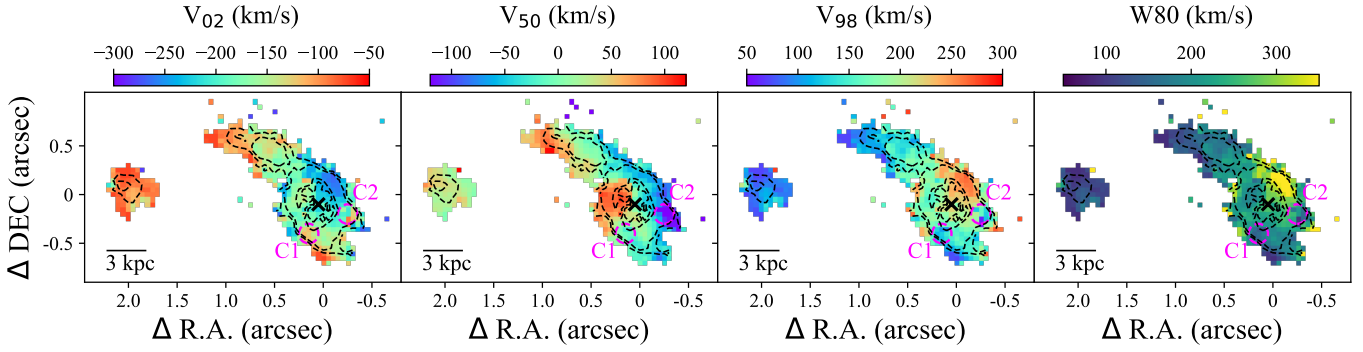 V₀₂ (km/s)
V₅₀ (km/s)
V₉₈ (km/s)
W80 (km/s)
−300 −250 −200 −150 −100 −50
−100 −50 0 50 100
50 100 150 200 250 300
100 200 300
Δ DEC (arcsec)
0.5
0
-0.5
C2
C1
3 kpc
C2
C1
3 kpc
C2
C1
3 kpc
C2
C1
3 kpc
2.0 1.5 1.0 0.5 0 -0.5
2.0 1.5 1.0 0.5 0 -0.5
2.0 1.5 1.0 0.5 0 -0.5
2.0 1.5 1.0 0.5 0 -0.5
Δ R.A. (arcsec)
Δ R.A. (arcsec)
Δ R.A. (arcsec)
Δ R.A. (arcsec)